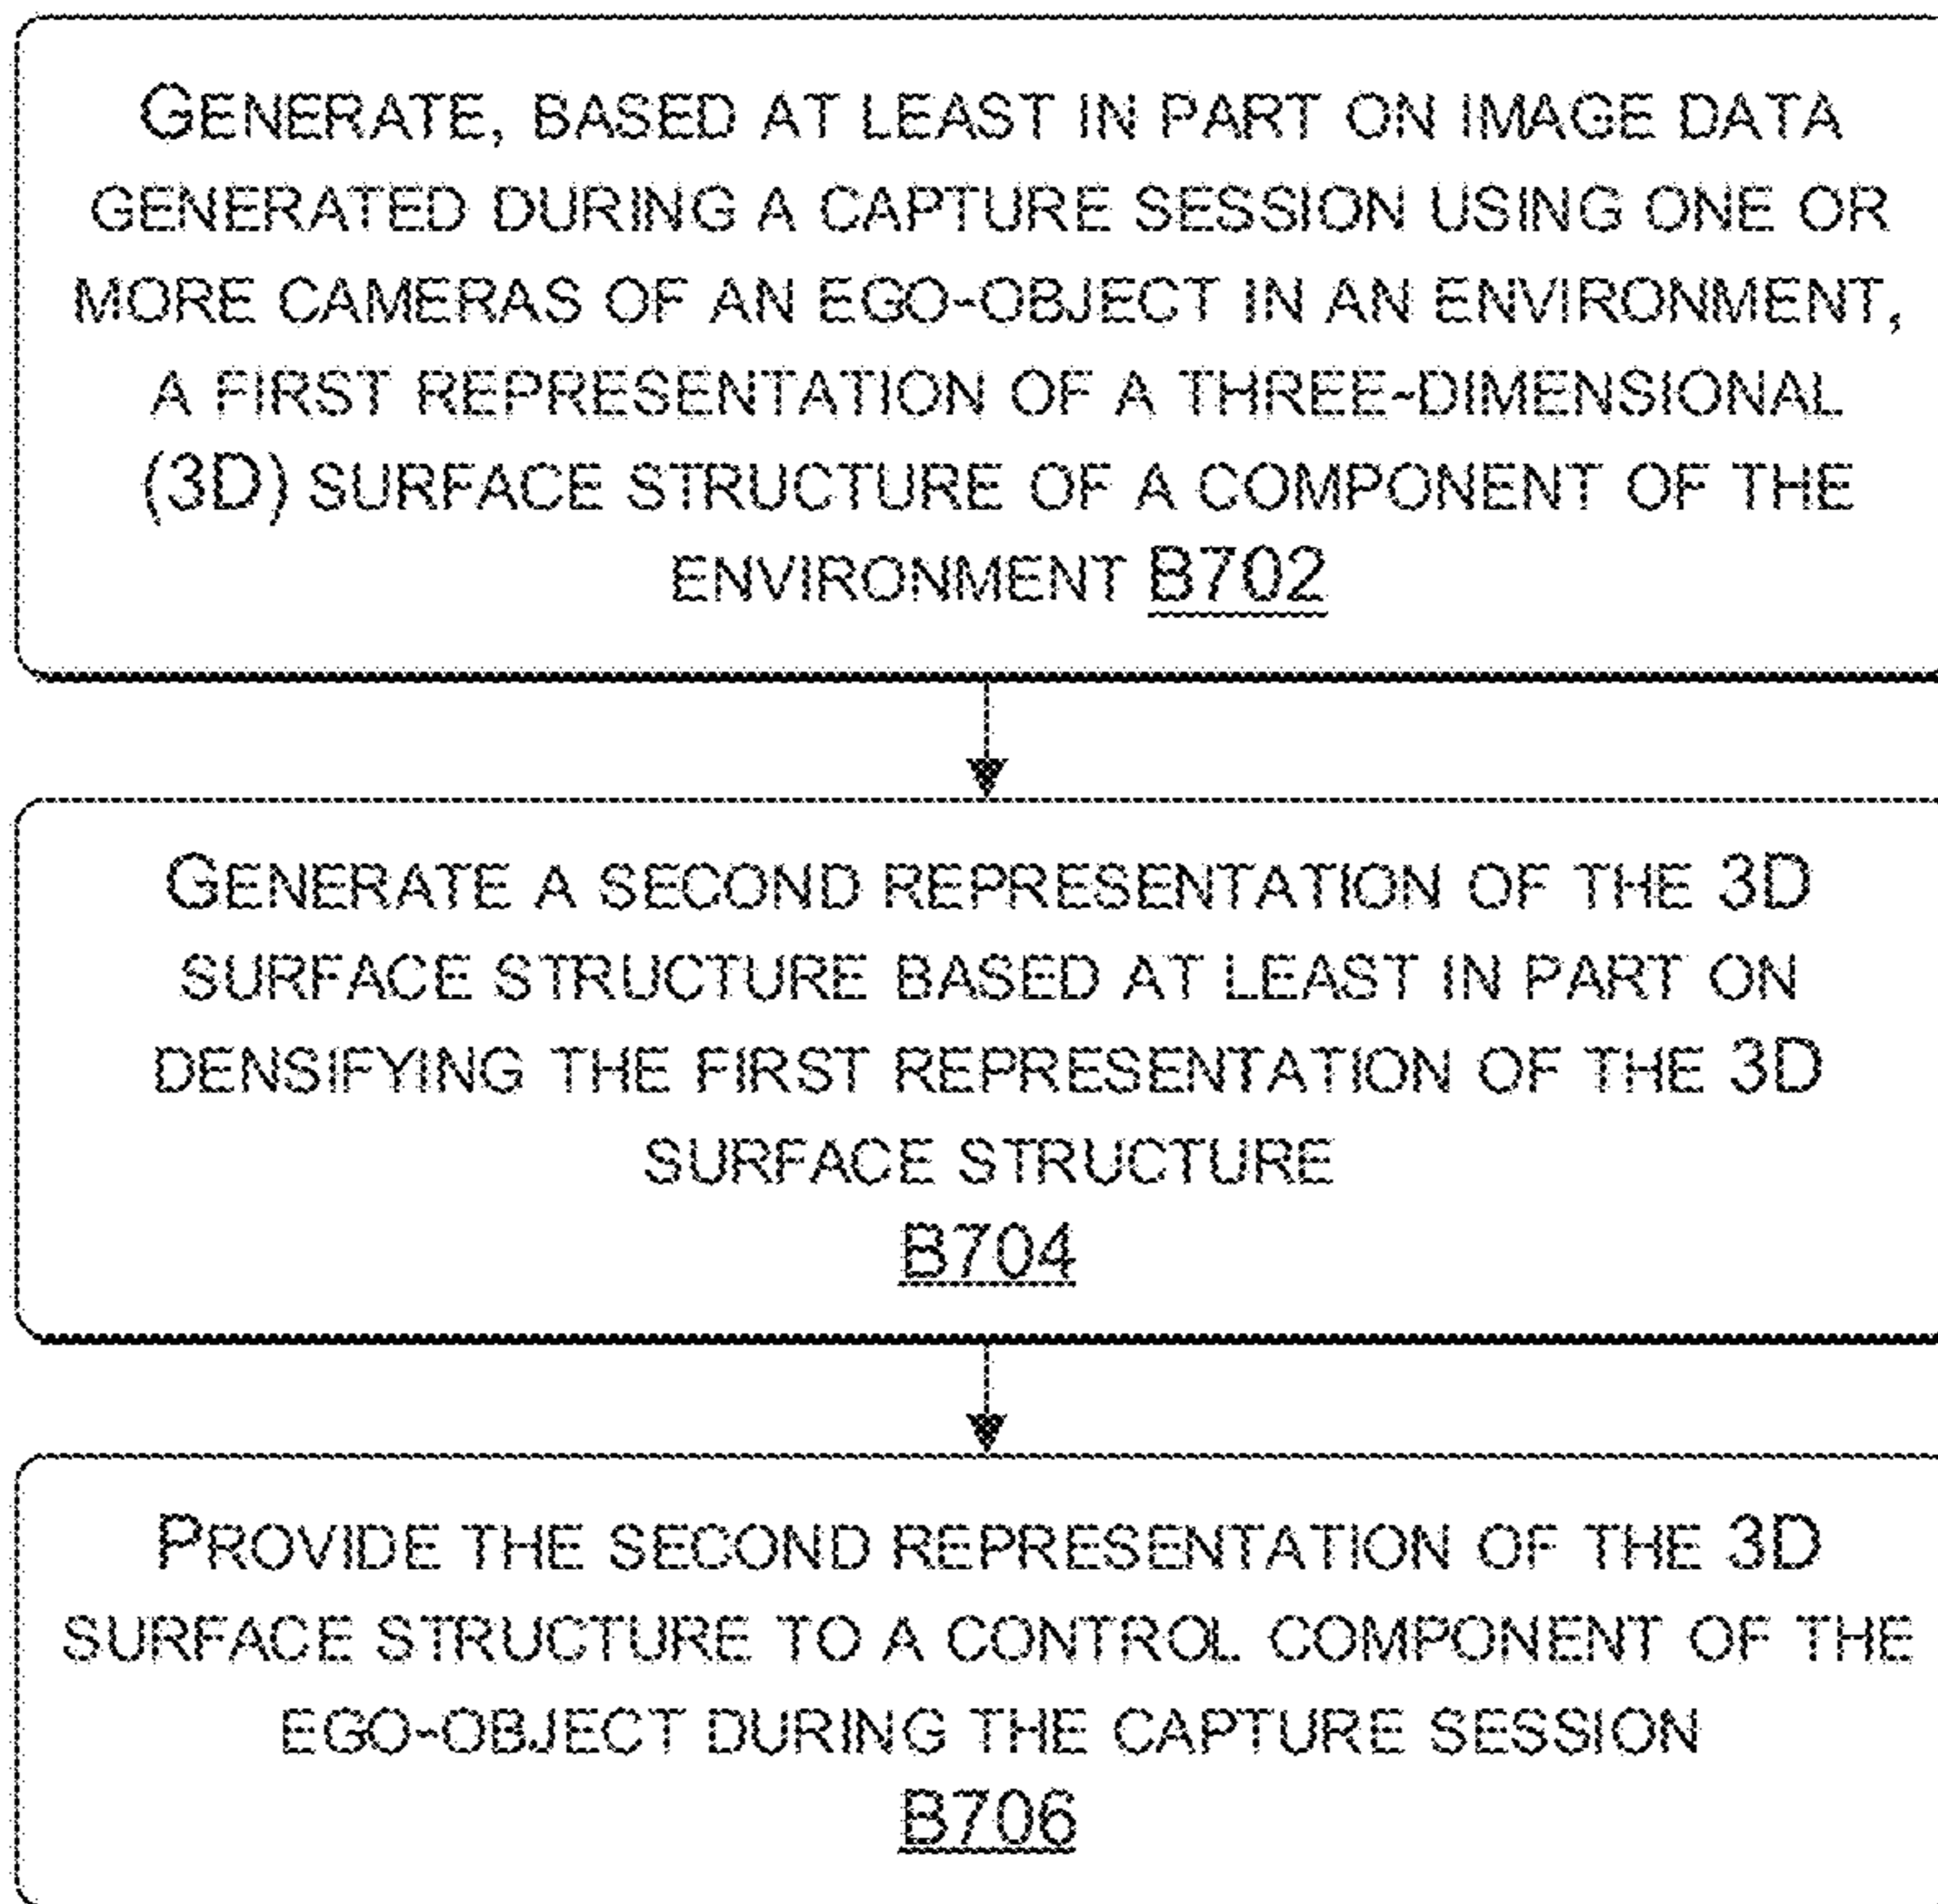 GENERATE, BASED AT LEAST IN PART ON IMAGE DATA
GENERATED DURING A CAPTURE SESSION USING ONE OR
MORE CAMERAS OF AN EGO-OBJECT IN AN ENVIRONMENT,
A FIRST REPRESENTATION OF A THREE-DIMENSIONAL
(3D) SURFACE STRUCTURE OF A COMPONENT OF THE
ENVIRONMENT B702
GENERATE A SECOND REPRESENTATION OF THE 3D
SURFACE STRUCTURE BASED AT LEAST IN PART ON
DENSIFYING THE FIRST REPRESENTATION OF THE 3D
SURFACE STRUCTURE
B704
PROVIDE THE SECOND REPRESENTATION OF THE 3D
SURFACE STRUCTURE TO A CONTROL COMPONENT OF THE
EGO-OBJECT DURING THE CAPTURE SESSION
B706